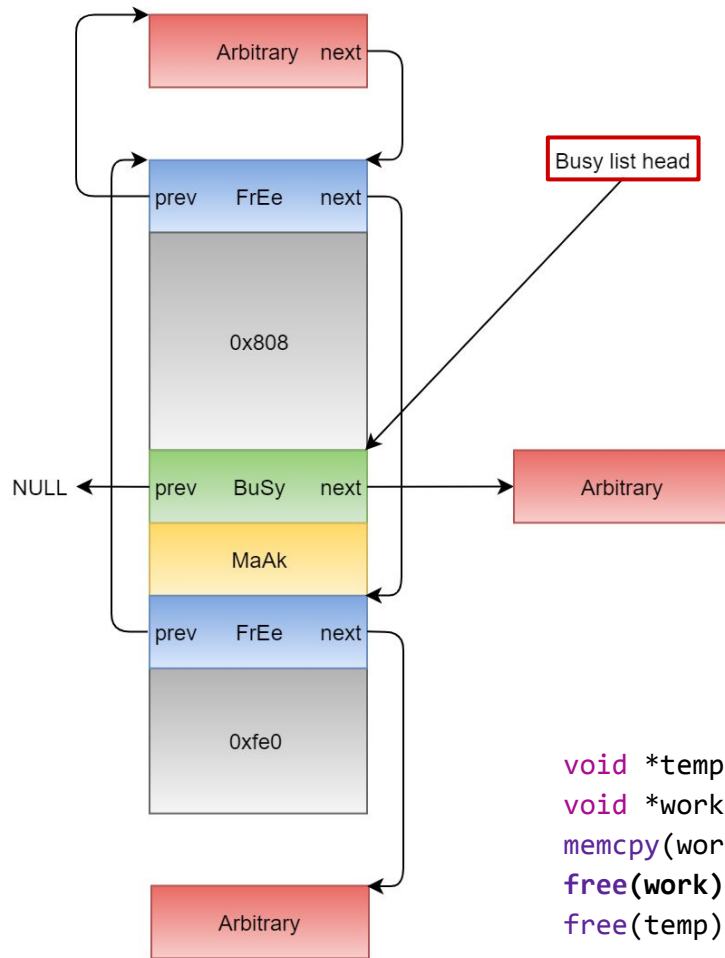 Arbitrary next
Busy list head
prev FrEe next
0x808
NULL prev BuSy next Arbitrary
MaAk
prev FrEe next
0xfe0
void *temp
void *work
memcpy(wor
free(work)
free(temp)
Arbitrary